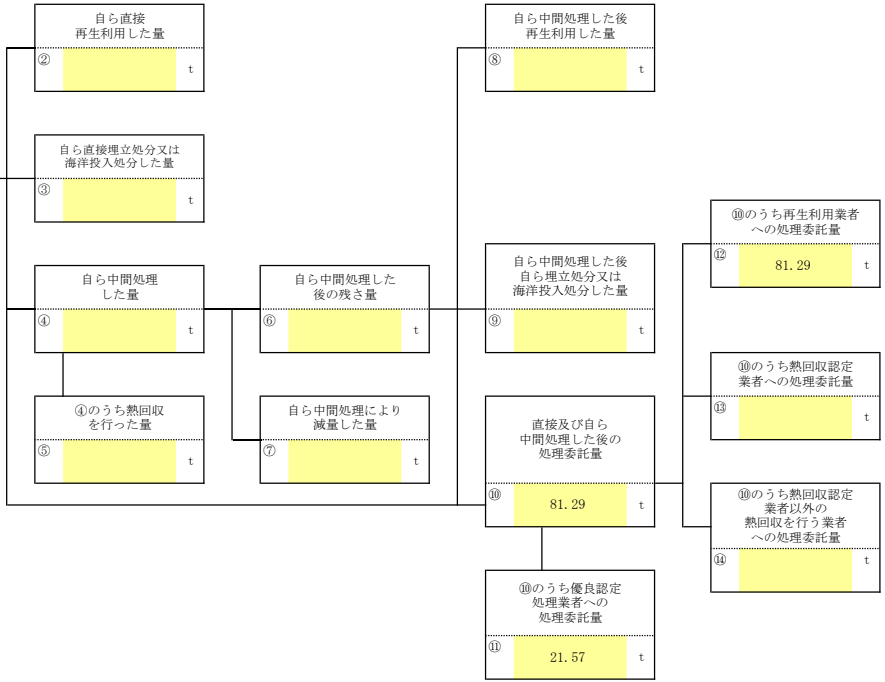 自ら直接
再生利用した量
②
t
自ら中間処理した後
再生利用した量
⑧
t
自ら直接埋立処分又は
海洋投入処分した量
③
t
⑩のうち再生利用業者
への処理委託量
⑫
81.29
t
自ら中間処理
した量
④
t
自ら中間処理した
後の残さ量
⑥
t
自ら中間処理した後
自ら埋立処分又は
海洋投入処分した量
⑨
t
⑩のうち熱回収認定
業者への処理委託量
⑬
t
④のうち熱回収
を行った量
⑤
t
自ら中間処理により
減量した量
⑦
t
直接及び自ら
中間処理した後の
処理委託量
⑩
81.29
t
⑩のうち熱回収認定
業者以外の
熱回収を行う業者
への処理委託量
⑭
t
⑩のうち優良認定
処理業者への
処理委託量
⑪
21.57
t